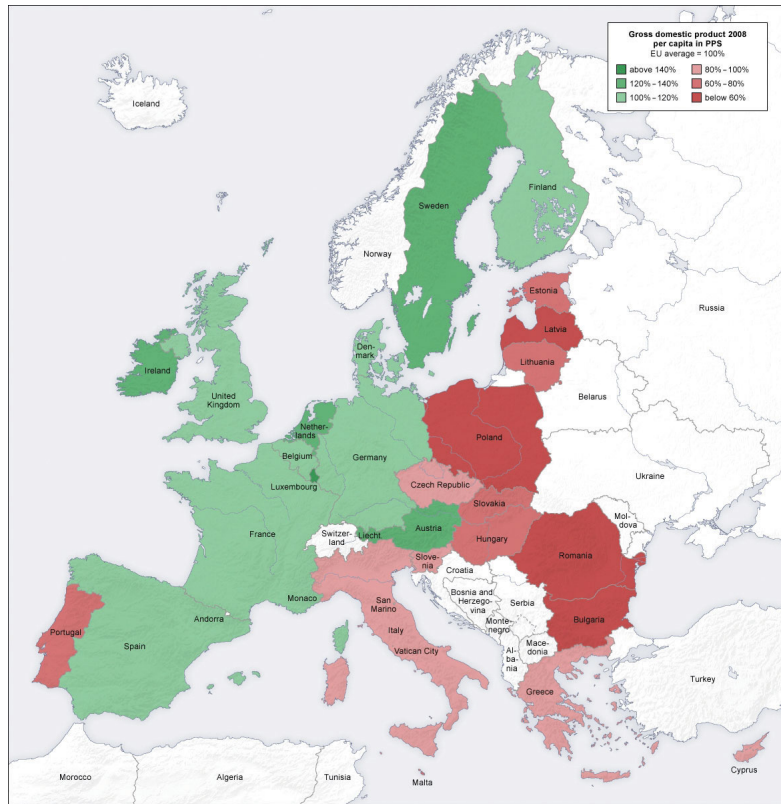 Gross domestic product 2008
per capita in PPS
EU average = 100%
above 140%
120% – 140%
100% – 120%
80% – 100%
60% – 80%
below 60%
Iceland
Finland
Sweden
Norway
Estonia
Russia
Latvia
Den-
mark
Lithuania
Ireland
United
Kingdom
Belarus
Nether-
lands
Poland
Belgium
Germany
Ukraine
Luxembourg
Czech Republic
Slovakia
Mol-
dova
France
Switzer-
land
Liecht.
Austria
Hungary
Romania
Slove-
nia
Croatia
Monaco
San
Marino
Bosnia and
Herzego-
vina
Serbia
Andorra
Bulgaria
Portugal
Spain
Italy
Monte-
negro
Vatican City
Mace-
donia
Al-
ba-
nia
Turkey
Greece
Cyprus
Morocco
Algeria
Tunisia
Malta